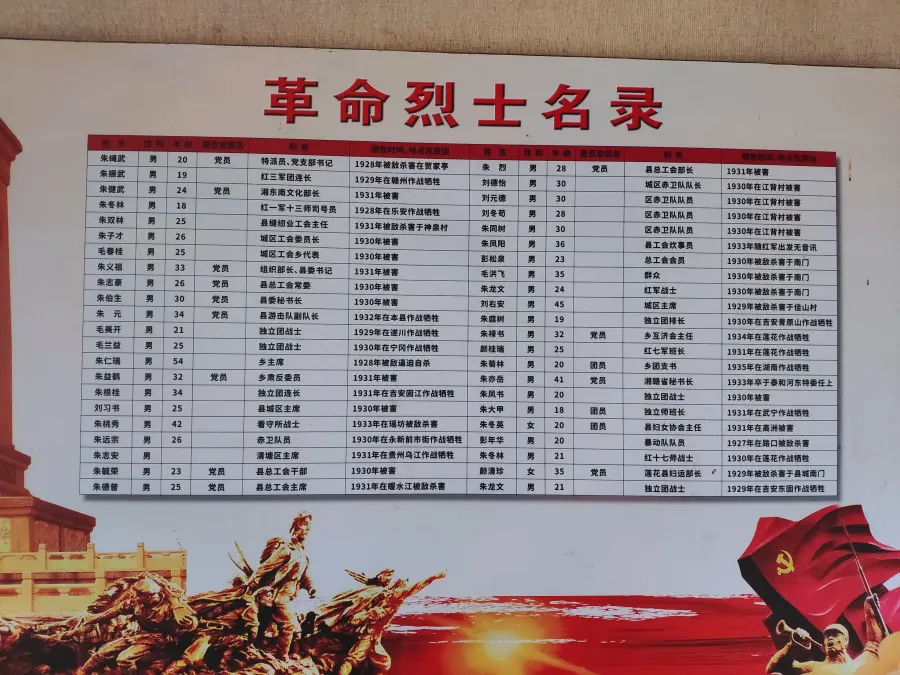 革命烈士名录
姓 名 性 别 年 龄 是否党团员 职 务 牺牲时间、地点及原因
朱绳武 男 20 党员 特派员、党支部书记 1928年被敌杀害在贺家亭
朱振武 男 19 红三军团连长 1929年在赣州作战牺牲
朱健武 男 24 党员 湘东南文化部长 1931年被害
朱冬林 男 18 红一军十三师司号员 1928年在乐安作战牺牲
朱双林 男 25 县缝纫业工会主任 1931年被敌杀害于神泉村
朱子才 男 26 城区工会委员长 1930年被害
毛春桂 男 25 城区工会乡代表 1930年被害
朱义祖 男 33 党员 组织部长、县委书记 1931年被害
朱志豪 男 26 党员 县总工会常委 1930年被害
朱伯生 男 30 党员 县委秘书长 1930年被害
朱 元 男 34 党员 县游击队副队长 1932年在本县作战牺牲
毛美开 男 21 独立团战士 1929年在遂川作战牺牲
毛兰益 男 25 独立团战士 1930年在宁冈作战牺牲
朱仁瑞 男 54 乡主席 1928年被敌逼迫自杀
朱益鹤 男 32 党员 乡肃反委员 1931年被害
朱根桂 男 34 独立团连长 1931年在吉安固江作战牺牲
刘习书 男 25 县城区主席 1930年被害
朱桃秀 男 42 看守所战士 1933年在瑶坊被敌杀害
朱远宗 男 26 赤卫队员 1930年在永新前市街作战牺牲
朱志安 男 清塘区主席 1931年在贵州乌江作战牺牲
朱毓荣 男 23 党员 县总工会干部 1930年被害
朱德普 男 25 党员 县总工会主席 1931年在暖水江被敌杀害
姓 名 性 别 年 龄 是否党团员 职 务 牺牲时间、地点及原因
朱 烈 男 28 党员 县总工会部长 1931年被害
刘德怡 男 30 城区赤卫队队长 1930年在江背村被害
刘元德 男 30 区赤卫队队员 1930年在江背村被害
刘冬苟 男 28 区赤卫队队员 1930年在江背村被害
朱同树 男 30 区赤卫队队员 1930年在江背村被害
朱凤阳 男 36 县工会炊事员 1933年随红军出发无音讯
彭松泉 男 23 总工会会员 1930年被敌杀害于南门
毛洪飞 男 35 群众 1930年被敌杀害于南门
朱龙文 男 24 红军战士 1930年被敌杀害于南门
刘右安 男 45 城区主席 1929年被敌杀害于佳山村
朱庭树 男 19 独立团排长 1930年在吉安青原山作战牺牲
朱禄书 男 32 党员 乡互济会主任 1934年在莲花作战牺牲
颜桂瑞 男 25 红七军班长 1931年在莲花作战牺牲
朱菊林 男 20 团员 乡团支书 1935年在湖南作战牺牲
朱亦岳 男 41 党员 湘赣省秘书长 1933年卒于泰和河东特委任上
朱凤书 男 20 独立团战士 1930年被害
朱大甲 男 18 团员 独立师班长 1931年在武宁作战牺牲
朱冬英 女 20 团员 县妇女协会主任 1931年在高洲被害
彭年华 男 20 暴动队队员 1927年在路口被敌杀害
朱冬林 男 21 红十七师战士 1930年在莲花作战牺牲
颜清珍 女 35 党员 莲花县妇运部长 1929年被敌杀害于县城南门
朱龙文 男 21 独立团战士 1929年在吉安东固作战牺牲